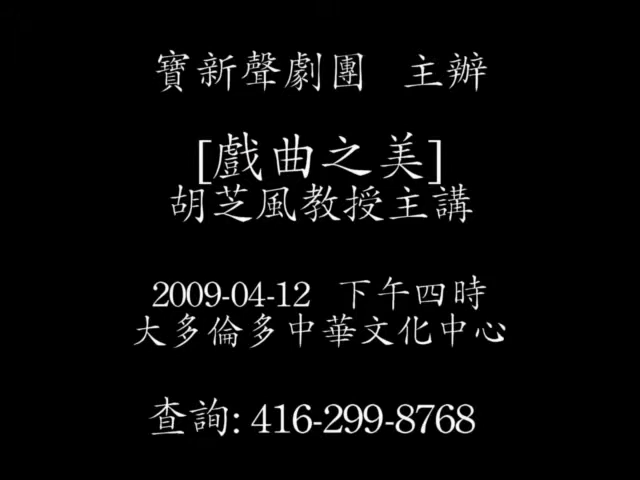 寶新聲劇團 主辦
[戲曲之美]
胡芝風教授主講
2009-04-12 下午四時
大多倫多中華文化中心
查詢: 416-299-8768